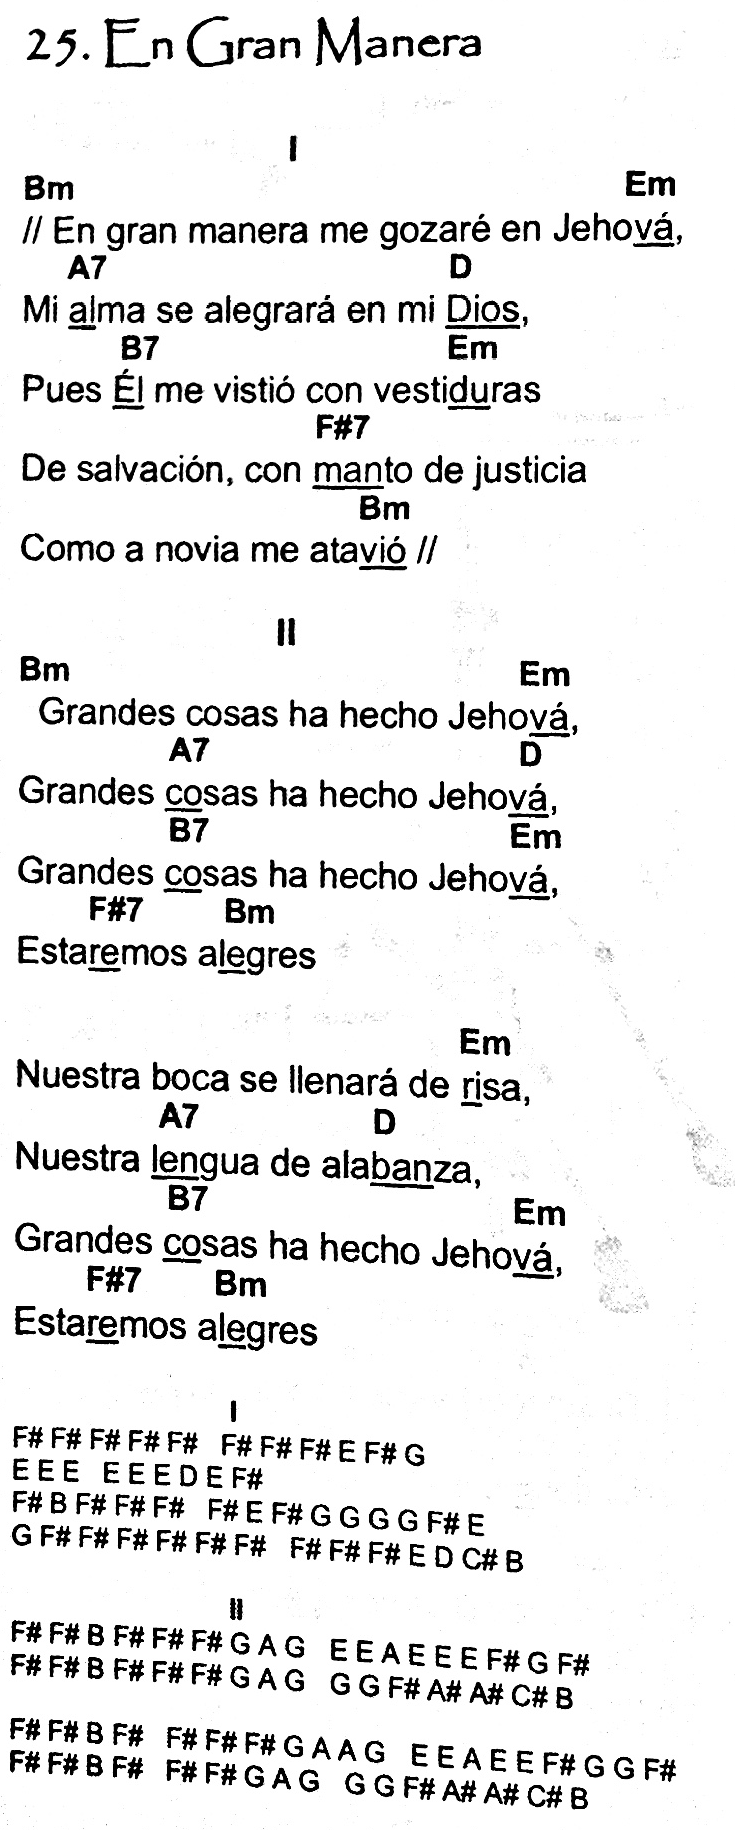 25. En Gran Manera
I
Bm Em
// En gran manera me gozaré en Jehová,
A7 D
Mi alma se alegrará en mi Dios,
B7 Em
Pues Él me vistió con vestiduras
F#7
De salvación, con manto de justicia
Bm
Como a novia me atavió //
II
Bm Em
Grandes cosas ha hecho Jehová,
A7 D
Grandes cosas ha hecho Jehová,
B7 Em
Grandes cosas ha hecho Jehová,
F#7 Bm
Estaremos alegres
Em
Nuestra boca se llenará de risa,
A7 D
Nuestra lengua de alabanza,
B7 Em
Grandes cosas ha hecho Jehová,
F#7 Bm
Estaremos alegres
I
F# F# F# F# F# F# F# F# E F# G
E E E E E E D E F#
F# B F# F# F# F# E F# G G G G F# E
G F# F# F# F# F# F# F# F# F# E D C# B
II
F# F# B F# F# F# G A G E E A E E E F# G F#
F# F# B F# F# F# G A G G G F# A# A# C# B
F# F# B F# F# F# F# G A A G E E A E E F# G G F#
F# F# B F# F# F# G A G G G F# A# A# C# B